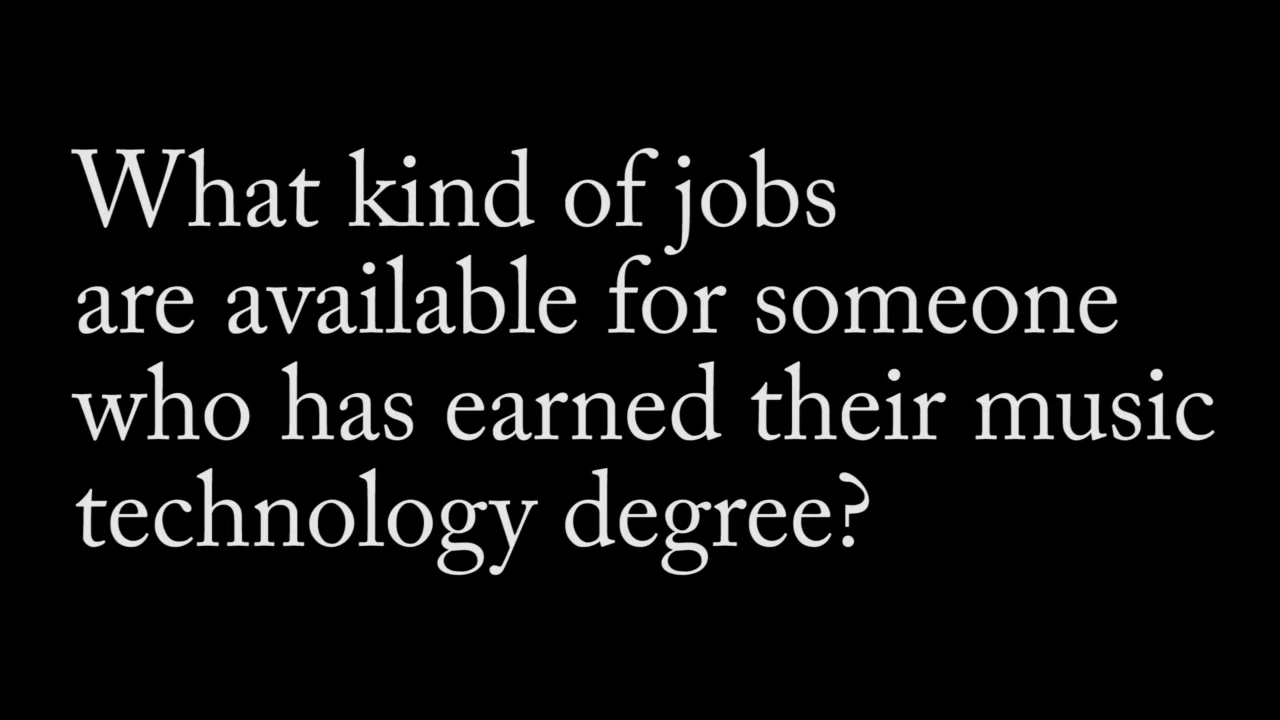 What kind of jobs
are available for someone
who has earned their music
technology degree?